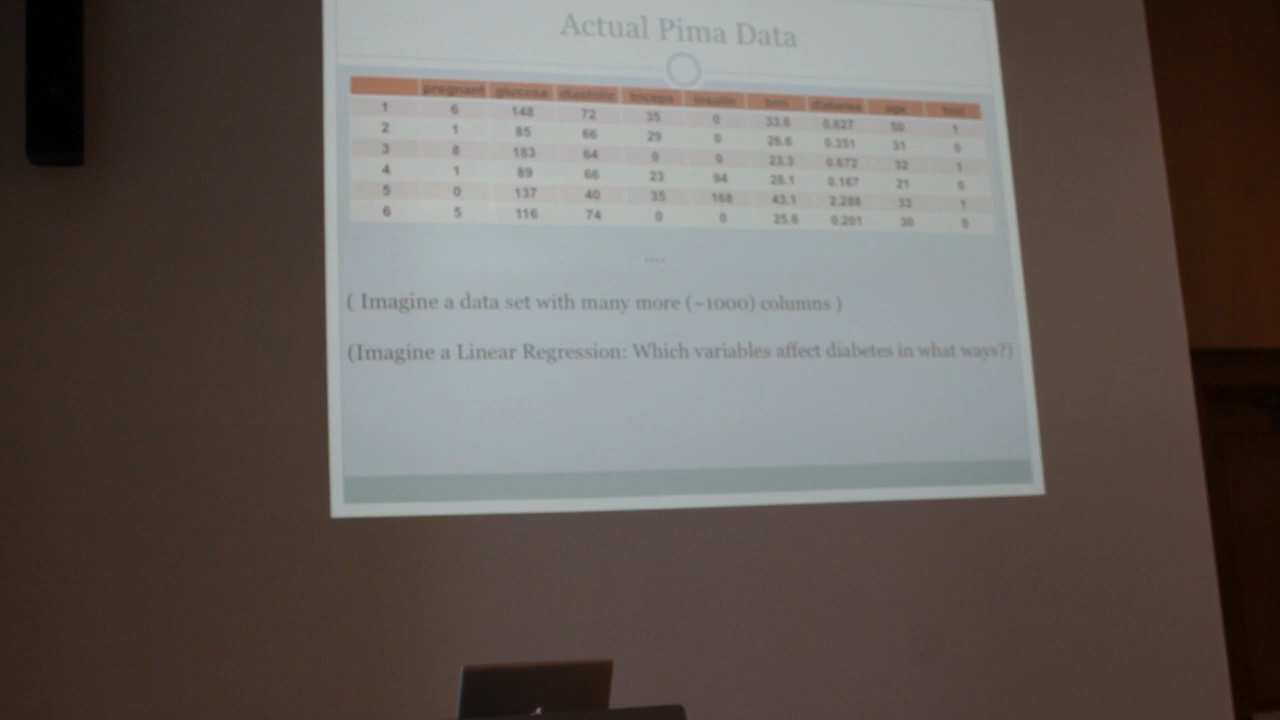 Actual Pima Data
pregnant glucose diastolic triceps insulin bmi diabetes age test
1 6 148 72 35 0 33.6 0.627 50 1
2 1 85 66 29 0 26.6 0.351 31 0
3 8 183 64 0 0 23.3 0.672 32 1
4 1 89 66 23 94 28.1 0.167 21 0
5 0 137 40 35 168 43.1 2.288 33 1
6 5 116 74 0 0 25.6 0.201 30 0
....
( Imagine a data set with many more (~1000) columns )
(Imagine a Linear Regression: Which variables affect diabetes in what ways?)